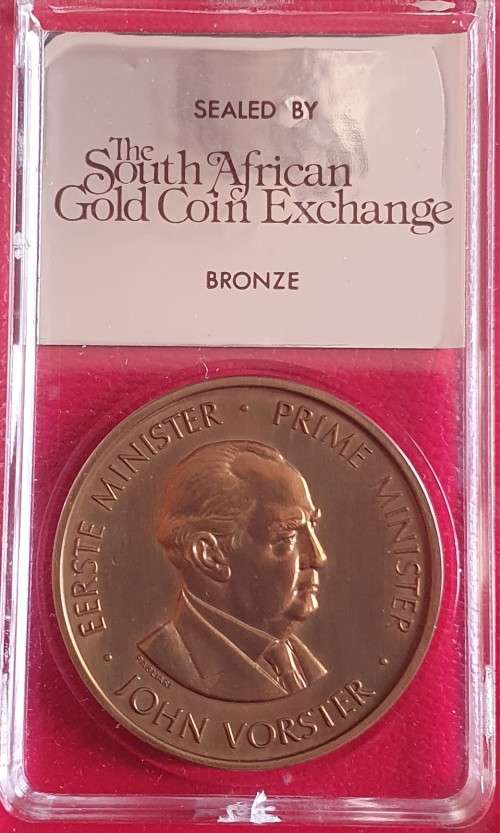 SEALED BY
The
South African
Gold Coin Exchange
BRONZE
EERSTE MINISTER · PRIME MINISTER ·
JOHN VORSTER ·